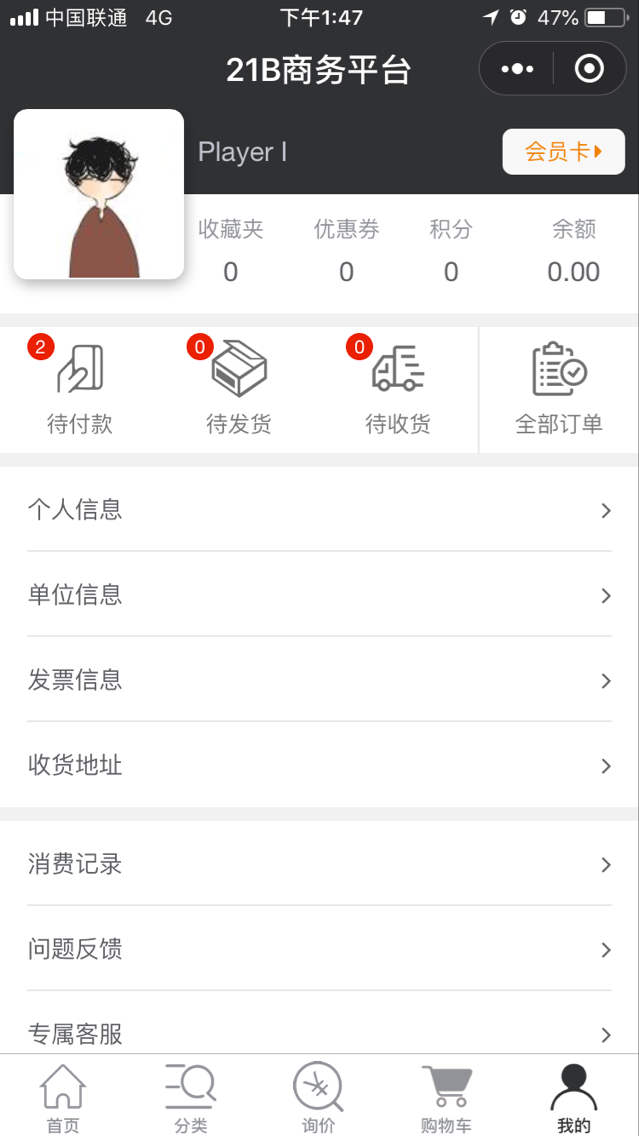 中国联通 4G 下午1:47 47%
21B商务平台
Player I 会员卡
收藏夹 优惠券 积分 余额
0 0 0 0.00
2 0 0
待付款 待发货 待收货 全部订单
个人信息
单位信息
发票信息
收货地址
消费记录
问题反馈
专属客服
首页 分类 询价 购物车 我的